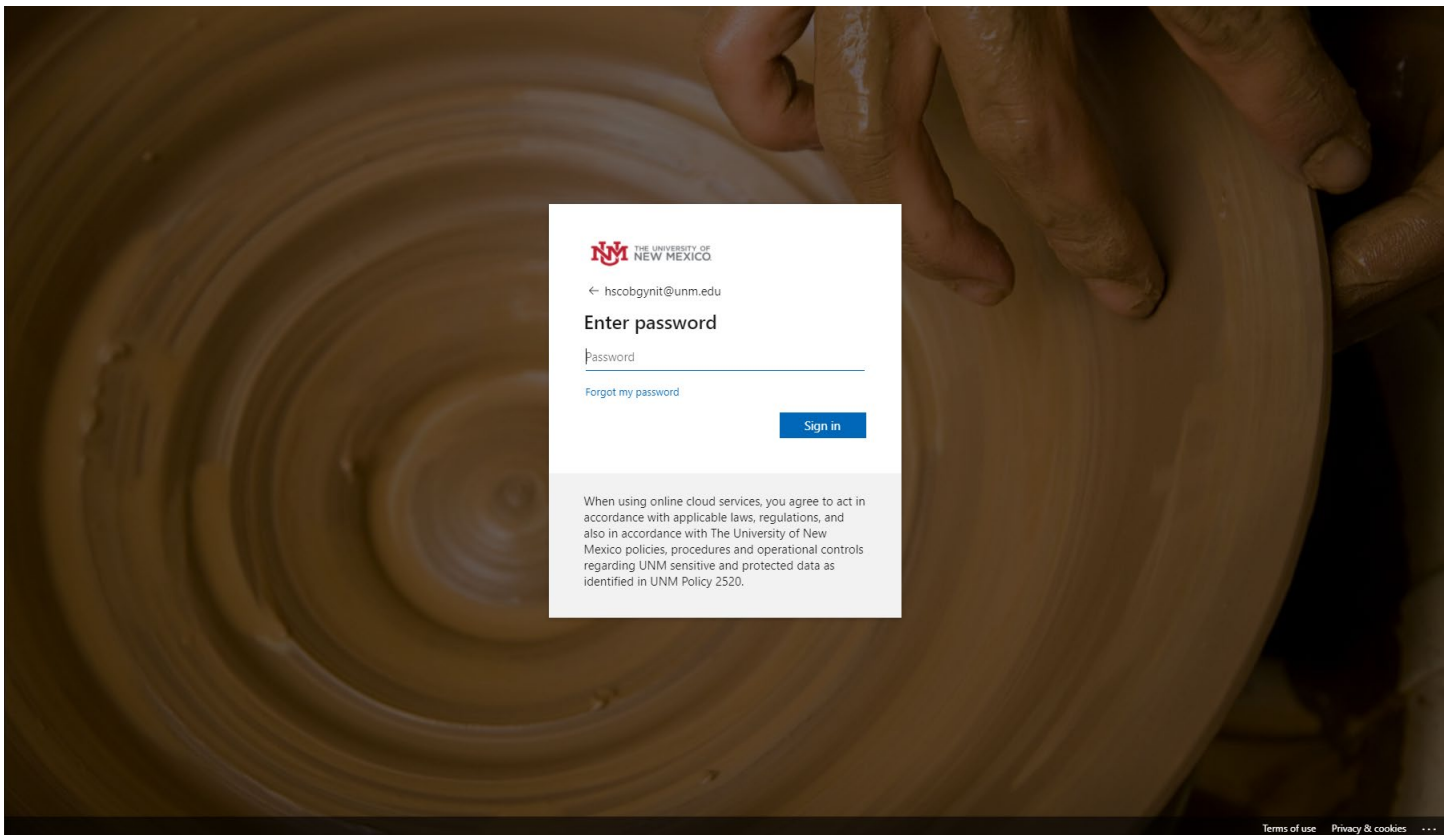 THE UNIVERSITY OF
NEW MEXICO
← hscobgynit@unm.edu
Enter password
Password
Forgot my password
Sign in
When using online cloud services, you agree to act in
accordance with applicable laws, regulations, and
also in accordance with The University of New
Mexico policies, procedures and operational controls
regarding UNM sensitive and protected data as
identified in UNM Policy 2520.
Terms of use Privacy & cookies ...